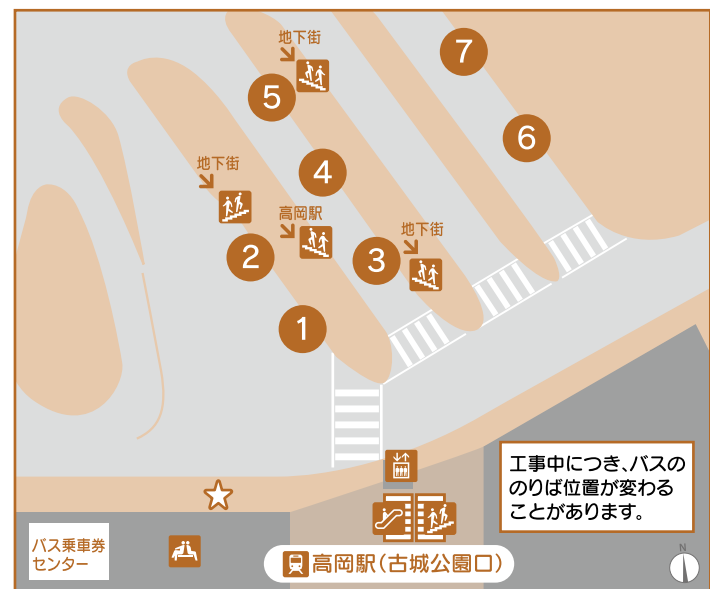 地下街
7
5
6
地下街
4
高岡駅
地下街
2
3
1
工事中につき、バスの
のりば位置が変わる
ことがあります。
バス乗車券
センター
高岡駅(古城公園口)
N